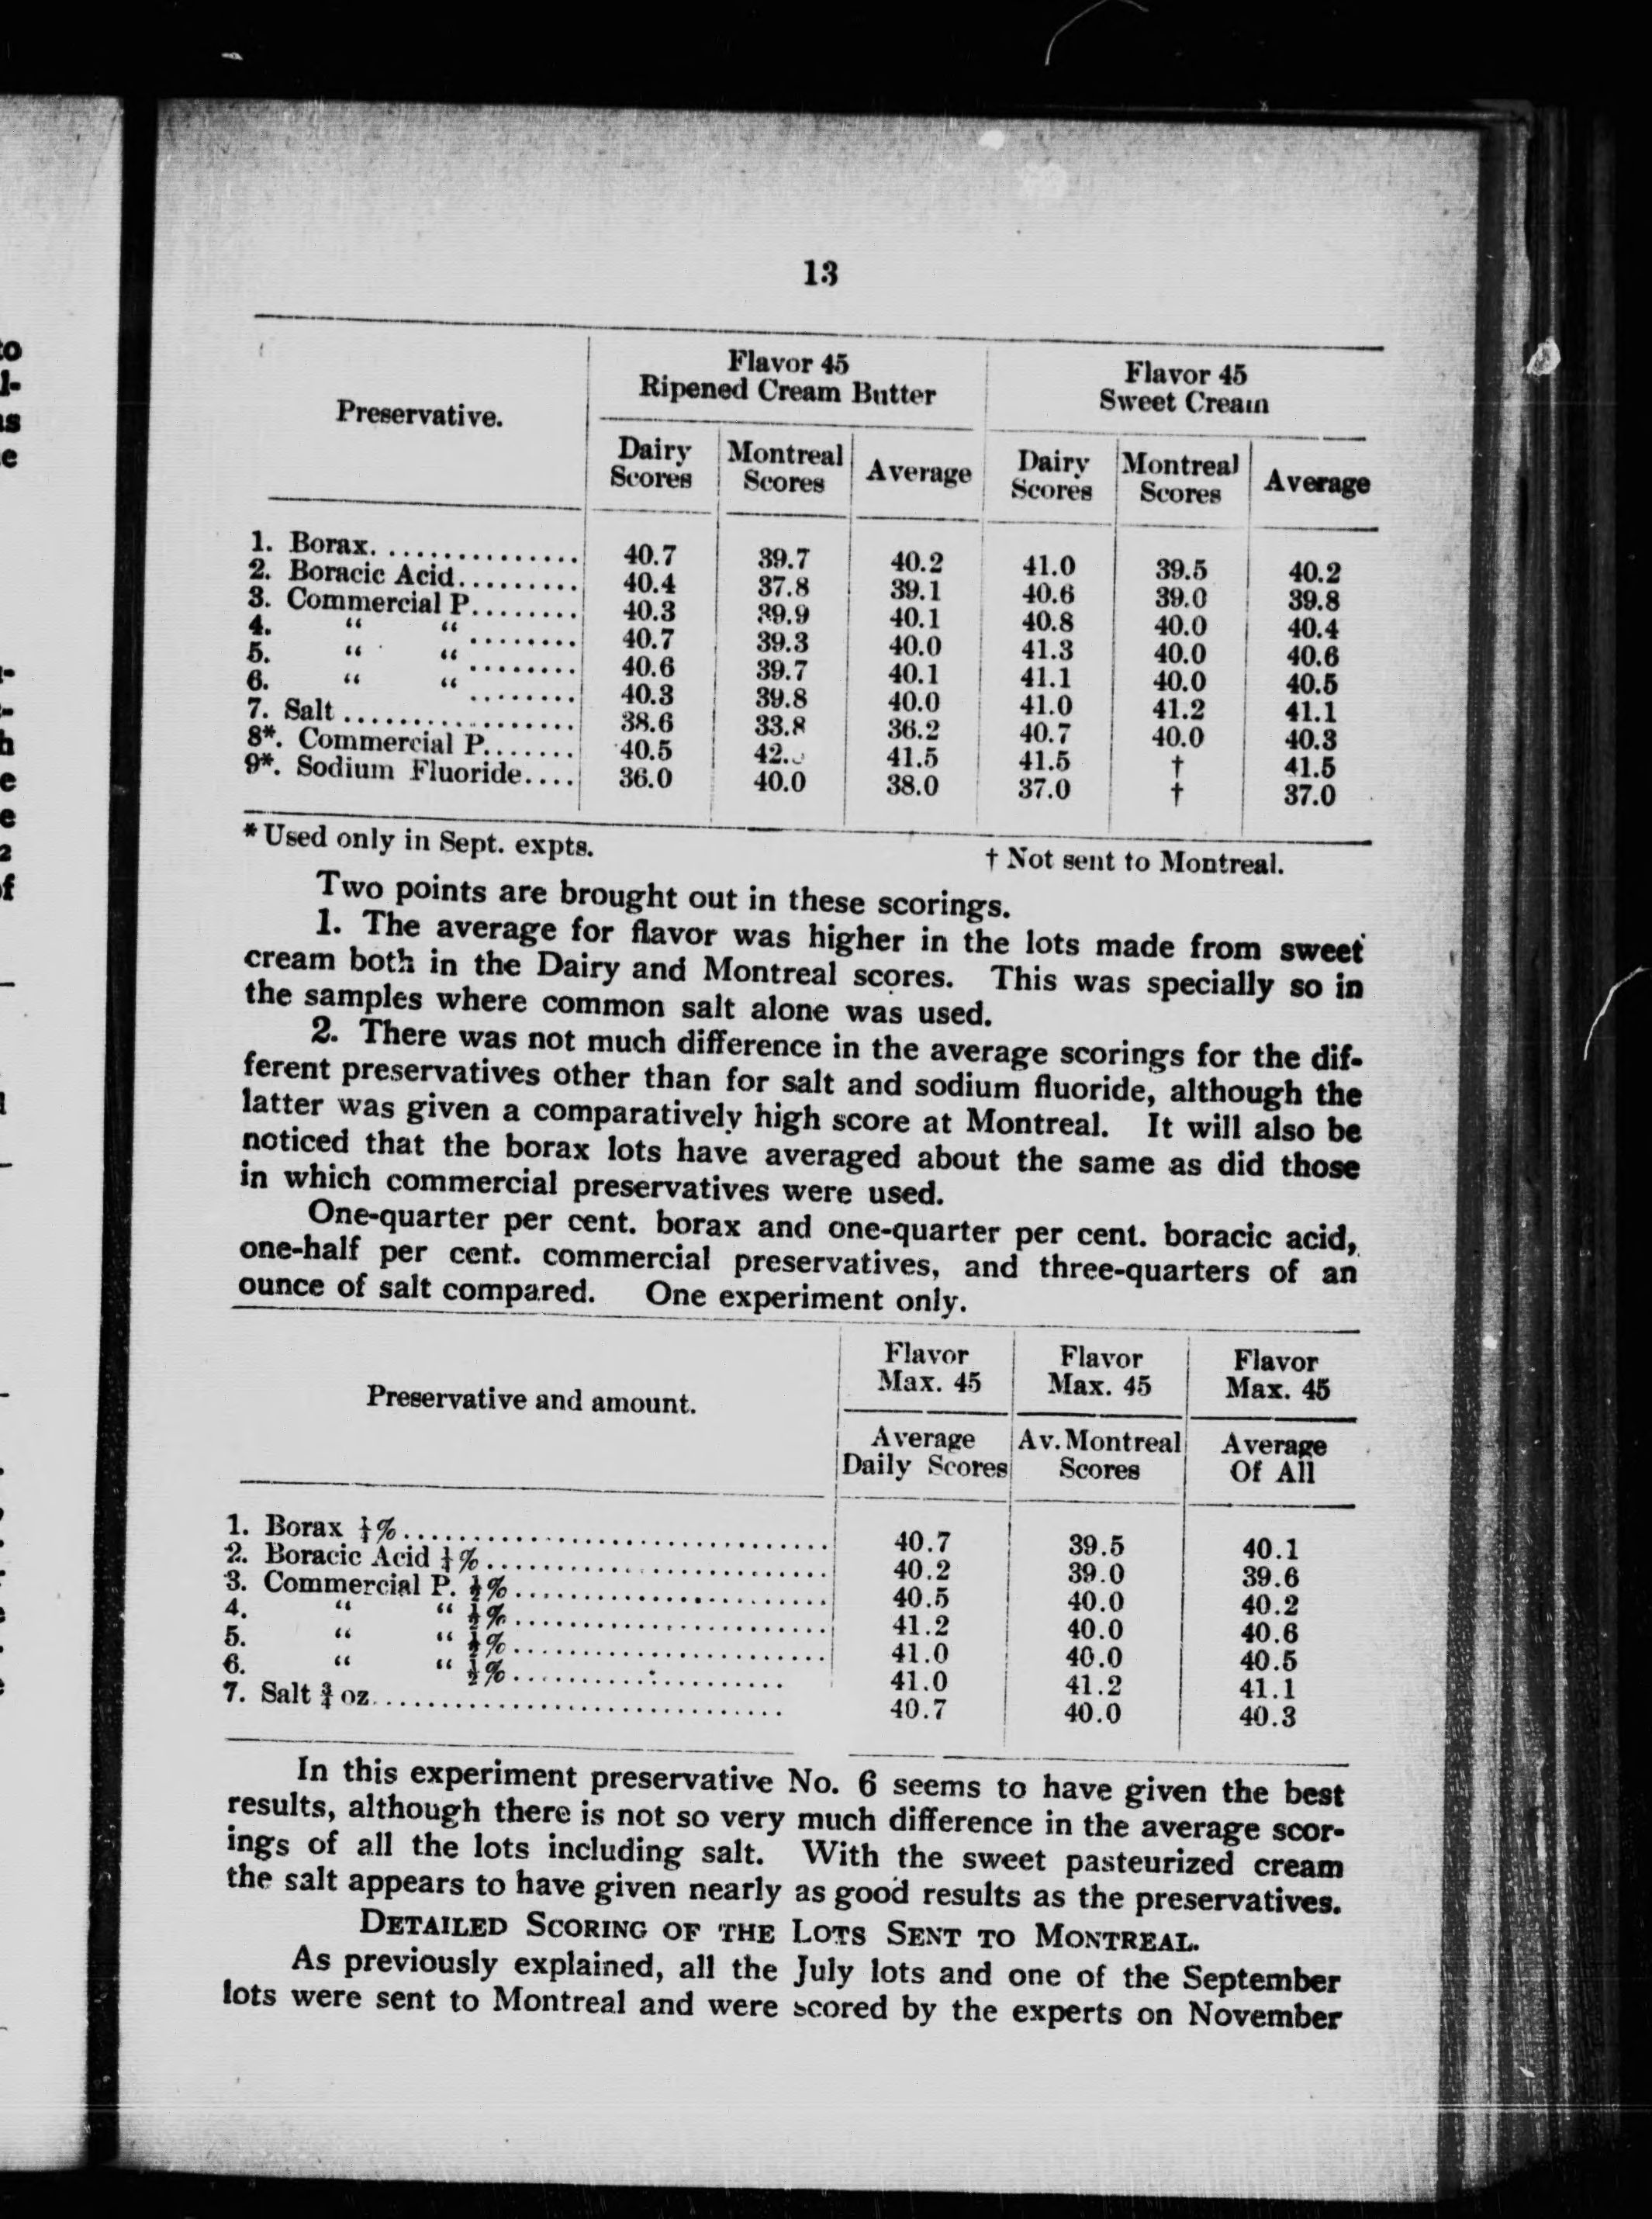 13
Flavor 45
Ripened Cream Butter
Flavor 45
Sweet Cream
Preservative.
Dairy Scores Montreal Scores Average Dairy Scores Montreal Scores Average
1. Borax............... 40.7 39.7 40.2 41.0 39.5 40.2
2. Boracic Acid......... 40.4 37.8 39.1 40.6 39.0 39.8
3. Commercial P........ 40.3 39.9 40.1 40.8 40.0 40.4
4. “ “ ........ 40.7 39.3 40.0 41.3 40.0 40.6
5. “ “ ........ 40.6 39.7 40.1 41.1 40.0 40.5
6. “ “ ........ 40.3 39.8 40.0 41.0 41.2 41.1
7. Salt ................. 38.6 33.8 36.2 40.7 40.0 40.3
8*. Commercial P....... 40.5 42. 41.5 41.5 † 41.5
9*. Sodium Fluoride.... 36.0 40.0 38.0 37.0 † 37.0
* Used only in Sept. expts. † Not sent to Montreal.
Two points are brought out in these scorings.
1. The average for flavor was higher in the lots made from sweet
cream both in the Dairy and Montreal scores. This was specially so in
the samples where common salt alone was used.
2. There was not much difference in the average scorings for the dif-
ferent preservatives other than for salt and sodium fluoride, although the
latter was given a comparatively high score at Montreal. It will also be
noticed that the borax lots have averaged about the same as did those
in which commercial preservatives were used.
One-quarter per cent. borax and one-quarter per cent. boracic acid,
one-half per cent. commercial preservatives, and three-quarters of an
ounce of salt compared. One experiment only.
Preservative and amount.
Flavor Max. 45 Flavor Max. 45 Flavor Max. 45
Average Daily Scores Av. Montreal Scores Average Of All
1. Borax ¼%.............................. 40.7 39.5 40.1
2. Boracic Acid ¼%........................ 40.2 39.0 39.6
3. Commercial P. ½%...................... 40.5 40.0 40.2
4. “ “ ½%...................... 41.2 40.0 40.6
5. “ “ ½%...................... 41.0 40.0 40.5
6. “ “ ½%.................... 41.0 41.2 41.1
7. Salt ¾ oz.............................. 40.7 40.0 40.3
In this experiment preservative No. 6 seems to have given the best
results, although there is not so very much difference in the average scor-
ings of all the lots including salt. With the sweet pasteurized cream
the salt appears to have given nearly as good results as the preservatives.
DETAILED SCORING OF THE LOTS SENT TO MONTREAL.
As previously explained, all the July lots and one of the September
lots were sent to Montreal and were scored by the experts on November